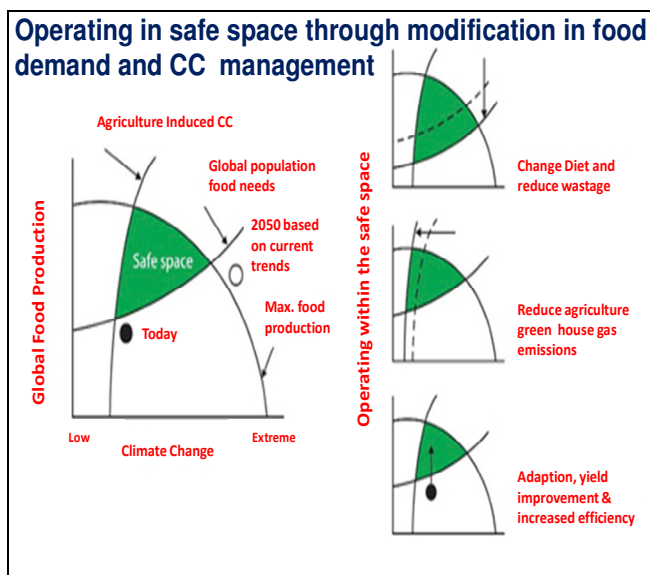 Operating in safe space through modification in food
demand and CC management
Agriculture Induced CC
Global population
food needs
2050 based
on current
trends
Safe space
Max. food
production
Today
Global Food Production
Low
Extreme
Climate Change
Operating within the safe space
Change Diet and
reduce wastage
Reduce agriculture
green house gas
emissions
Adaption, yield
improvement &
increased efficiency